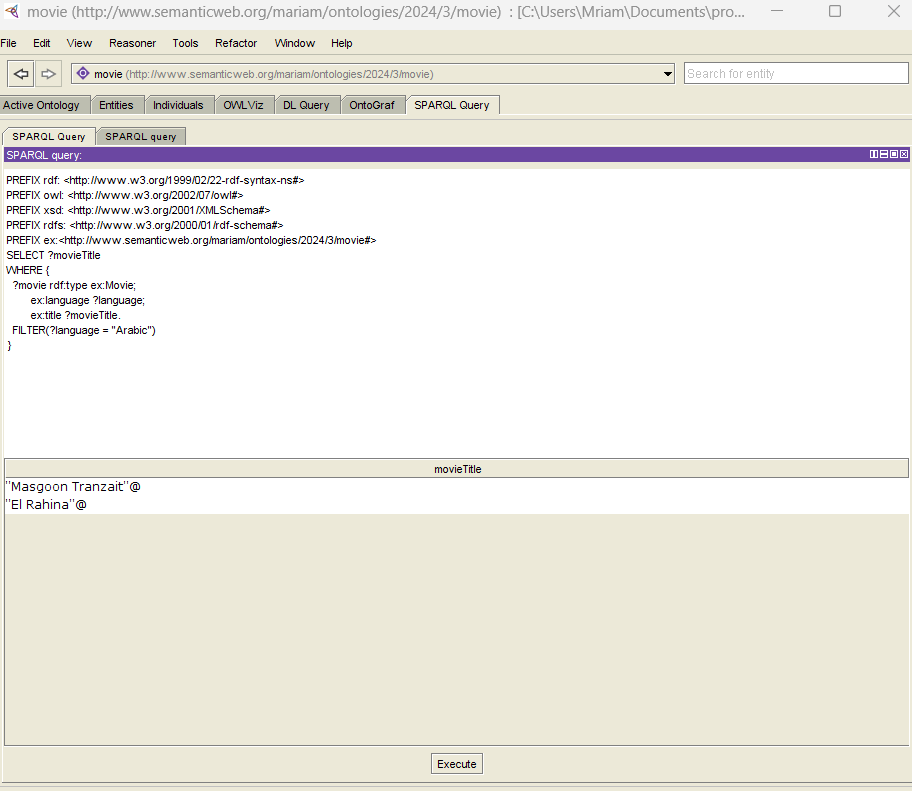 movie (http://www.semanticweb.org/mariam/ontologies/2024/3/movie) : [C:\Users\Mriam\Documents\pro...
File Edit View Reasoner Tools Refactor Window Help
movie (http://www.semanticweb.org/mariam/ontologies/2024/3/movie) Search for entity
Active Ontology Entities Individuals OWLViz DL Query OntoGraf SPARQL Query
SPARQL Query SPARQL query
SPARQL query:
PREFIX rdf: <http://www.w3.org/1999/02/22-rdf-syntax-ns#>
PREFIX owl: <http://www.w3.org/2002/07/owl#>
PREFIX xsd: <http://www.w3.org/2001/XMLSchema#>
PREFIX rdfs: <http://www.w3.org/2000/01/rdf-schema#>
PREFIX ex:<http://www.semanticweb.org/mariam/ontologies/2024/3/movie#>
SELECT ?movieTitle
WHERE {
?movie rdf:type ex:Movie;
ex:language ?language;
ex:title ?movieTitle.
FILTER(?language = "Arabic")
}
movieTitle
"Masgoon Tranzait"@
"El Rahina"@
Execute